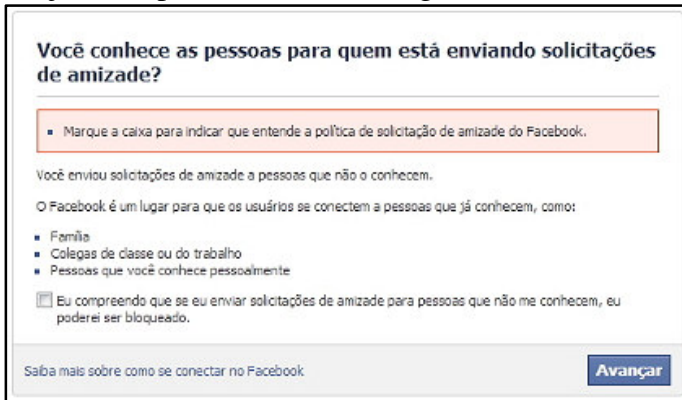 Você conhece as pessoas para quem está enviando solicitações
de amizade?
Marque a caixa para indicar que entende a política de solicitação de amizade do Facebook.
Você enviou solicitações de amizade a pessoas que não o conhecem.
O Facebook é um lugar para que os usuários se conectem a pessoas que já conhecem, como:
Família
Colegas de classe ou do trabalho
Pessoas que você conhece pessoalmente
Eu compreendo que se eu enviar solicitações de amizade para pessoas que não me conhecem, eu
poderei ser bloqueado.
Saiba mais sobre como se conectar no Facebook
Avançar